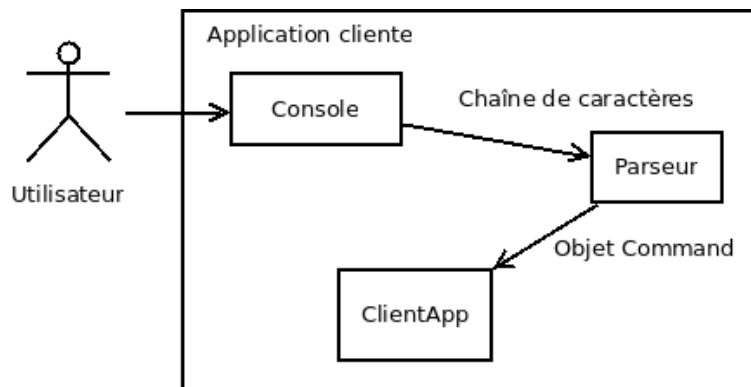 Application cliente
Console
Chaîne de caractères
Parseur
Utilisateur
Objet Command
ClientApp